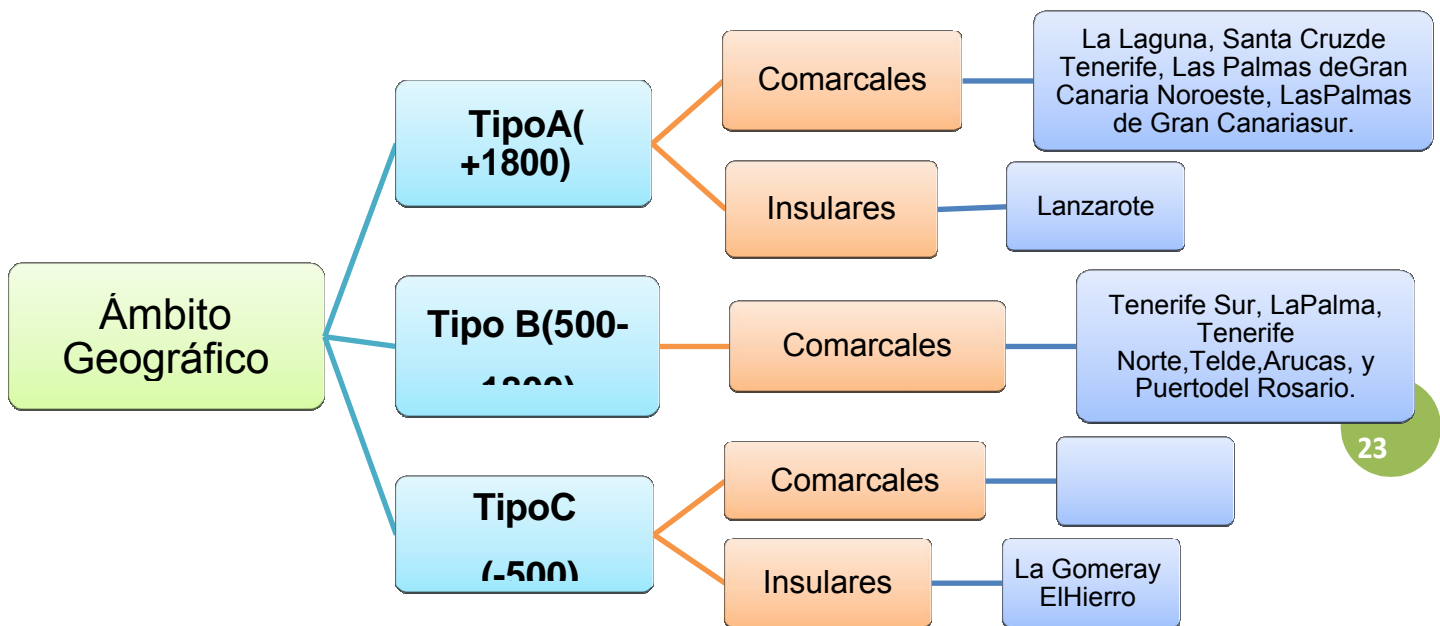 Ámbito
Geográfico
TipoA(
+1800)
Comarcales
La Laguna, Santa Cruzde
Tenerife, Las Palmas deGran
Canaria Noroeste, LasPalmas
de Gran Canariasur.
Insulares
Lanzarote
Tipo B(500-
1800)
Comarcales
Tenerife Sur, LaPalma,
Tenerife
Norte,Telde,Arucas, y
Puertodel Rosario.
TipoC
(-500)
Comarcales
Insulares
La Gomeray
ElHierro
23